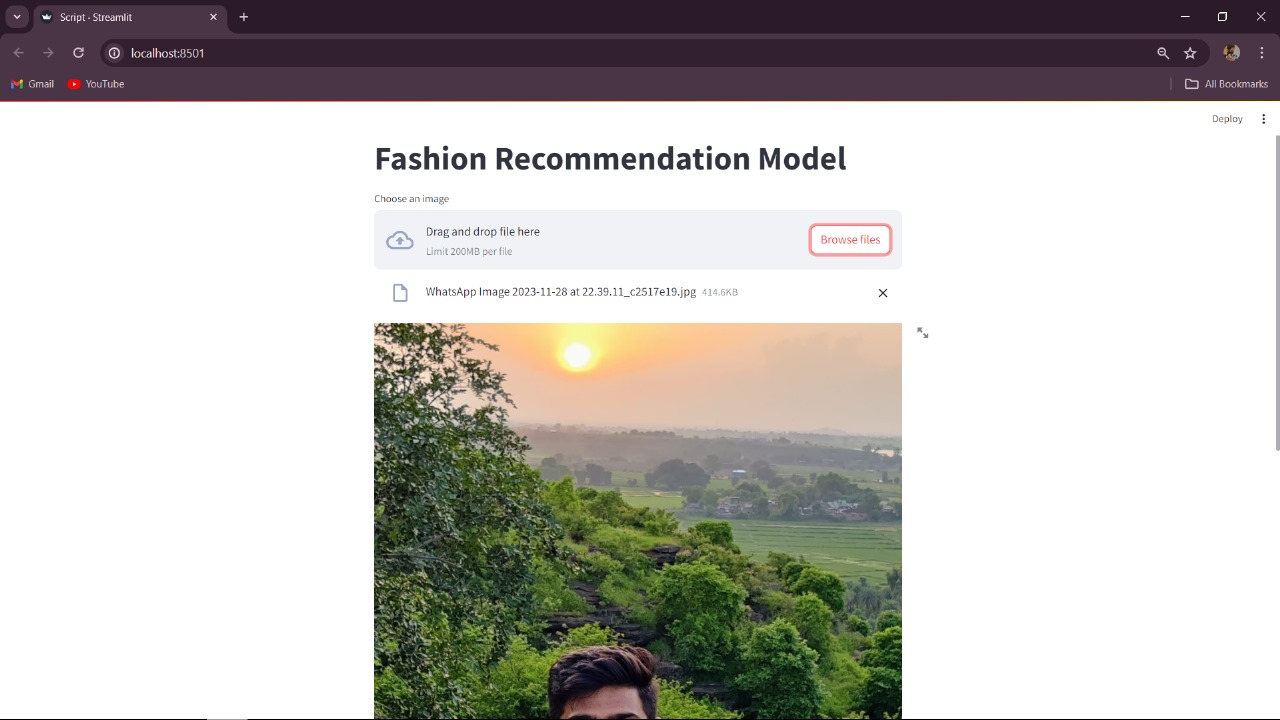 Script · Streamlit
localhost:8501
Gmail
YouTube
All Bookmarks
Deploy
Fashion Recommendation Model
Choose an image
Drag and drop file here
Limit 200MB per file
Browse files
WhatsApp Image 2023-11-28 at 22.39.11_c2517e19.jpg 414.6KB